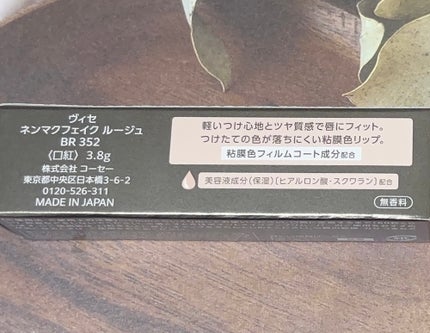 ヴィセ
ネンマクフェイク ルージュ
BR 352
〈口紅〉 3.8g
株式会社 コーセー
東京都中央区日本橋3-6-2
0120-526-311
MADE IN JAPAN
軽いつけ心地とツヤ質感で唇にフィット。
つけたての色が落ちにくい粘膜色リップ。
粘膜色フィルムコート成分配合
美容液成分(保湿)[ヒアルロン酸・スクワラン]配合
無香料